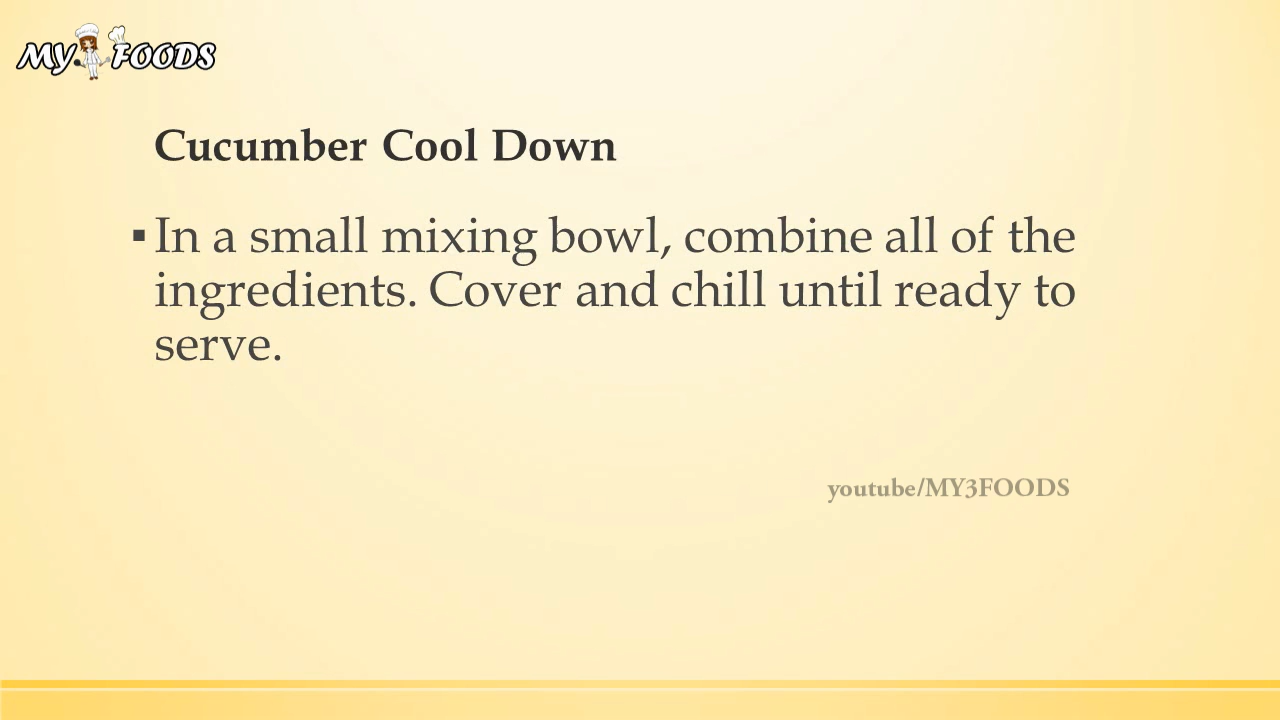 MY FOODS
Cucumber Cool Down
▪In a small mixing bowl, combine all of the
ingredients. Cover and chill until ready to
serve.
youtube/MY3FOODS